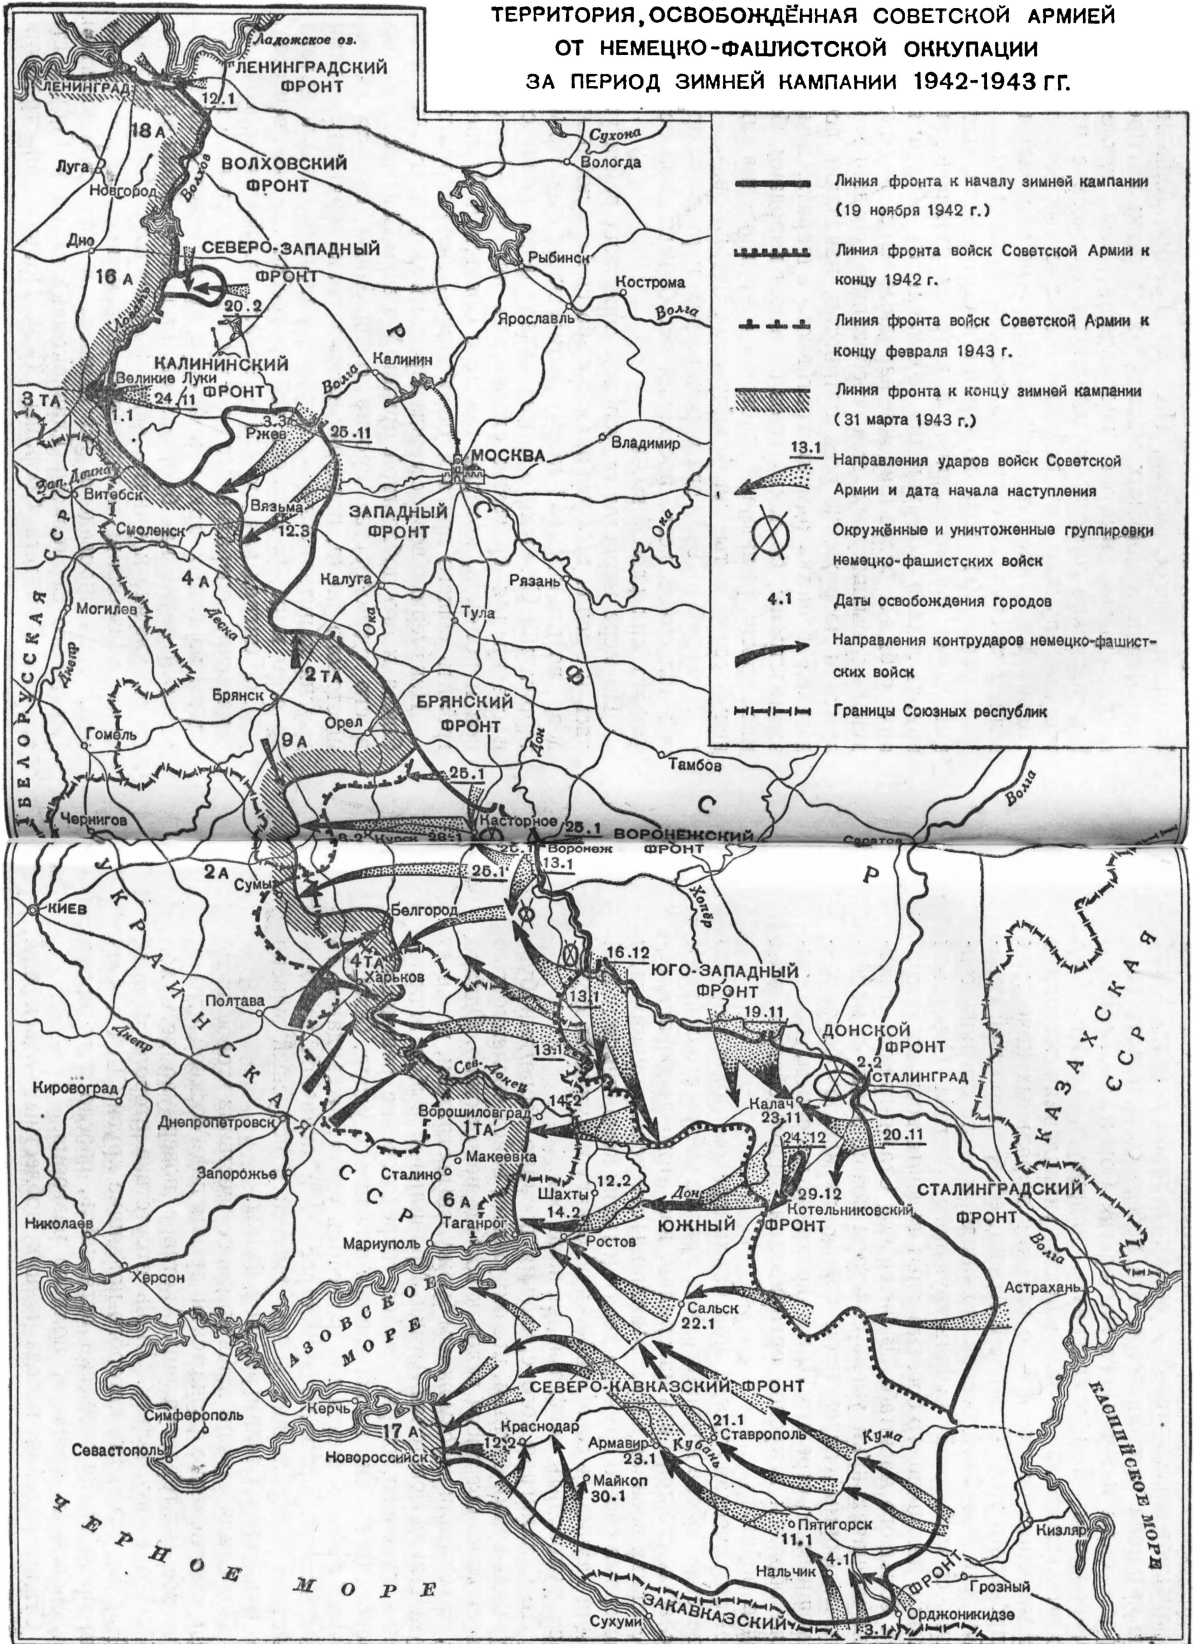 ТЕРРИТОРИЯ, ОСВОБОЖДЁННАЯ СОВЕТСКОЙ АРМИЕЙ
ОТ НЕМЕЦКО-ФАШИСТСКОЙ ОККУПАЦИИ
ЗА ПЕРИОД ЗИМНЕЙ КАМПАНИИ 1942-1943 ГГ.
Линия фронта к началу зимней кампании
(19 ноября 1942 г.)
Линия фронта войск Советской Армии к
концу 1942 г.
Линия фронта войск Советской Армии к
концу февраля 1943 г.
Линия фронта к концу зимней кампании
(31 марта 1943 г.)
13.1
Направления ударов войск Советской
Армии и дата начала наступления
Окружённые и уничтоженные группировки
немецко-фашистских войск
4.1
Даты освобождения городов
Направления контрударов немецко-фашист-
ских войск
Границы Союзных республик
Ладожское оз.
ЛЕНИНГРАДСКИЙ
ФРОНТ
ЛЕНИНГРАД
12.1
18 А
Луга
Волхов
ВОЛХОВСКИЙ
ФРОНТ
Новгород
Сухона
Вологда
Дно
СЕВЕРО-ЗАПАДНЫЙ
ФРОНТ
16 А
20.2
Ловать
Рыбинск
Кострома
Волга
Ярославль
Р
С
Ф
С
Р
КАЛИНИНСКИЙ
ФРОНТ
Калинин
Волга
Великие Луки
24.11
1.1
3 ТА
3.3
Ржев
25.11
Владимир
МОСКВА
Зап. Двина
Витебск
Вязьма
12.3
ЗАПАДНЫЙ
ФРОНТ
Ока
Смоленск
4 А
Калуга
Рязань
Могилев
Десна
Ока
Тула
Днепр
БЕЛОРУССКАЯ ССР
2 ТА
Брянск
Орел
БРЯНСКИЙ
ФРОНТ
Дон
Гомель
9 А
25.1
Тамбов
Волга
Чернигов
Касторное
8.2
Курск
28.1
25.1
ВОРОНЕЖСКИЙ
ФРОНТ
Воронеж
Саратов
13.1
2 А
Сумы
25.1
Хопёр
КИЕВ
Белгород
УКРАИНСКАЯ
ССР
4 ТА
Харьков
16.12
ЮГО-ЗАПАДНЫЙ
ФРОНТ
13.1
Полтава
19.11
ДОНСКОЙ
ФРОНТ
КАЗАХСКАЯ
ССР
Днепр
13.1
Сев. Донец
2.2
СТАЛИНГРАД
Кировоград
14.2
Ворошиловград
Калач
23.11
1 ТА
Днепропетровск
24.12
20.11
Макеевка
Запорожье
Сталино
12.2
Шахты
Дон
29.12
Котельниковский
СТАЛИНГРАДСКИЙ
ФРОНТ
6 А
14.2
ЮЖНЫЙ
ФРОНТ
Николаев
Таганрог
Ростов
Мариуполь
Волга
Херсон
Астрахань
АЗОВСКОЕ
МОРЕ
Сальск
22.1
СЕВЕРО-КАВКАЗСКИЙ ФРОНТ
Керчь
Симферополь
17 А
Краснодар
12.2
21.1
Ставрополь
Кума
Севастополь
Новороссийск
Армавир
23.1
Кубань
Майкоп
30.1
КАСПИЙСКОЕ МОРЕ
ЧЕРНОЕ МОРЕ
Пятигорск
11.1
Кизляр
Нальчик
4.1
Грозный
ЗАКАВКАЗСКИЙ
ФРОНТ
Сухуми
Орджоникидзе
3.1